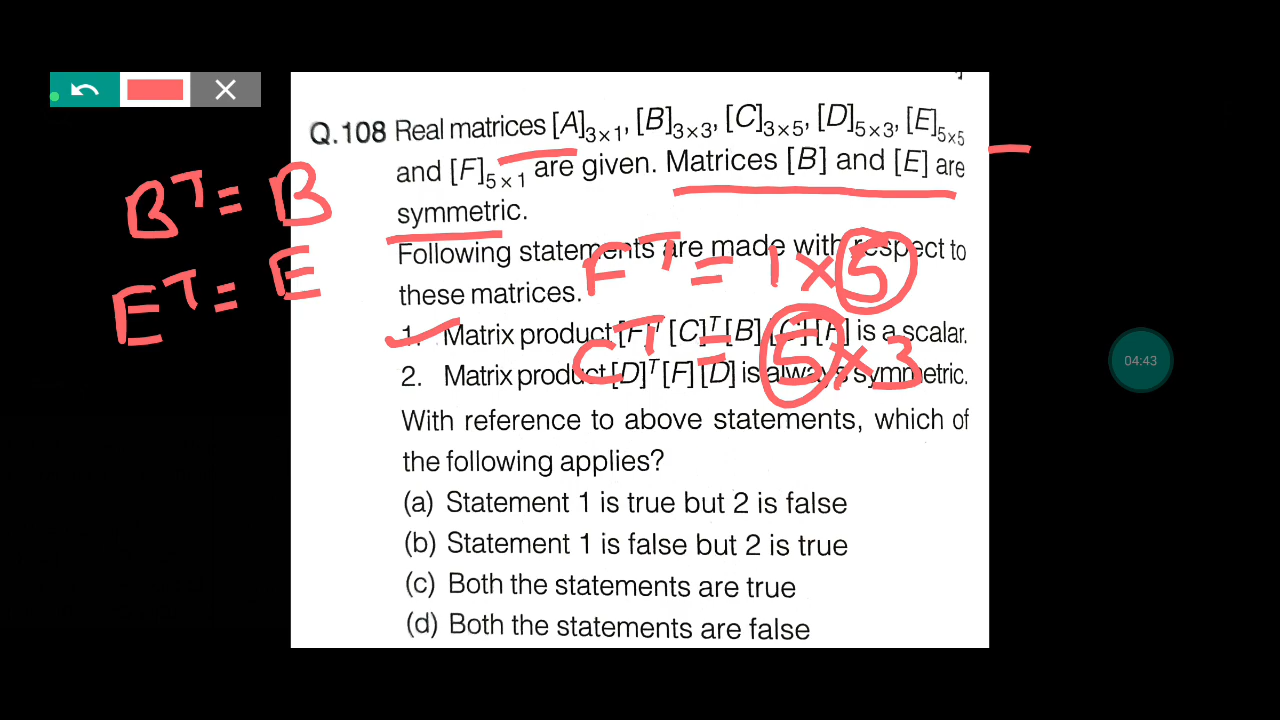 Q.108 Real matrices [A]3×1, [B]3×3, [C]3×5, [D]5×3, [E]5×5
and [F]5×1 are given. Matrices [B] and [E] are
symmetric.
Following statements are made with respect to
these matrices.
1. Matrix product [F]ᵀ [C]ᵀ [B] [C] [F] is a scalar.
2. Matrix product [D]ᵀ [F] [D] is always symmetric.
With reference to above statements, which of
the following applies?
(a) Statement 1 is true but 2 is false
(b) Statement 1 is false but 2 is true
(c) Both the statements are true
(d) Both the statements are false
Bᵀ = B
Eᵀ = E
Fᵀ = 1 × 5
Cᵀ = 5 × 3
04:43